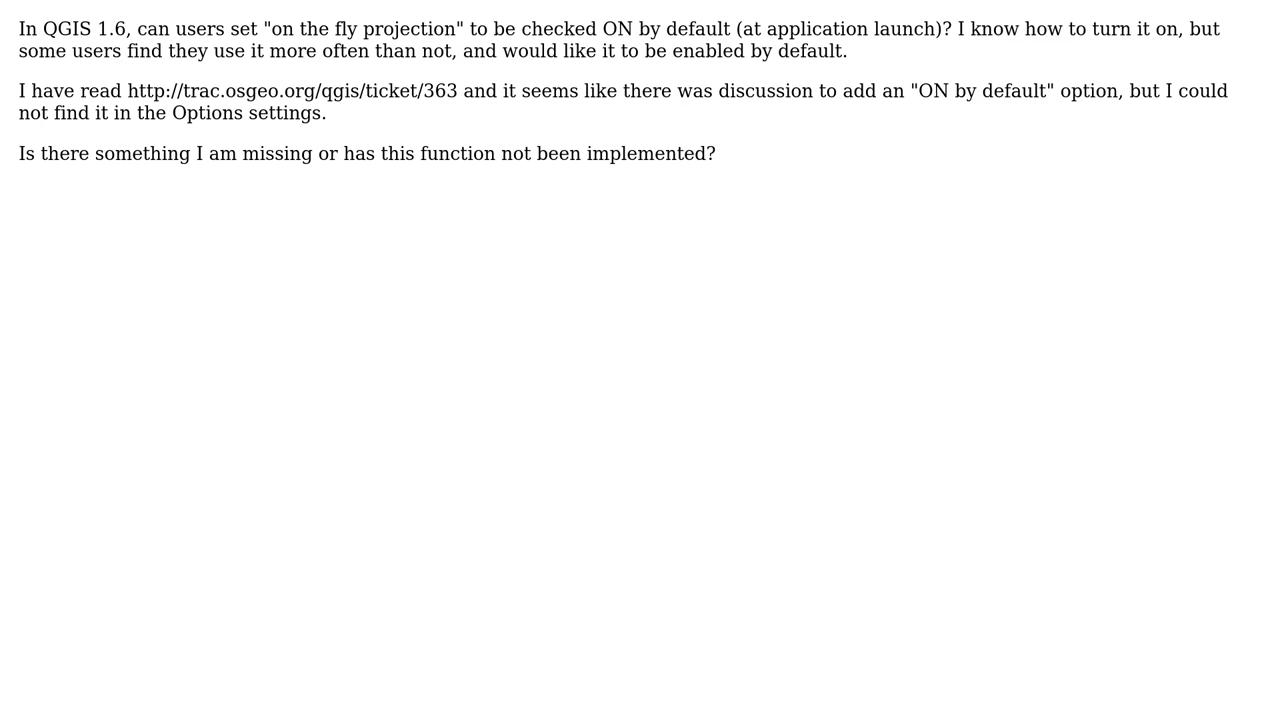 In QGIS 1.6, can users set "on the fly projection" to be checked ON by default (at application launch)? I know how to turn it on, but
some users find they use it more often than not, and would like it to be enabled by default.
I have read http://trac.osgeo.org/qgis/ticket/363 and it seems like there was discussion to add an "ON by default" option, but I could
not find it in the Options settings.
Is there something I am missing or has this function not been implemented?